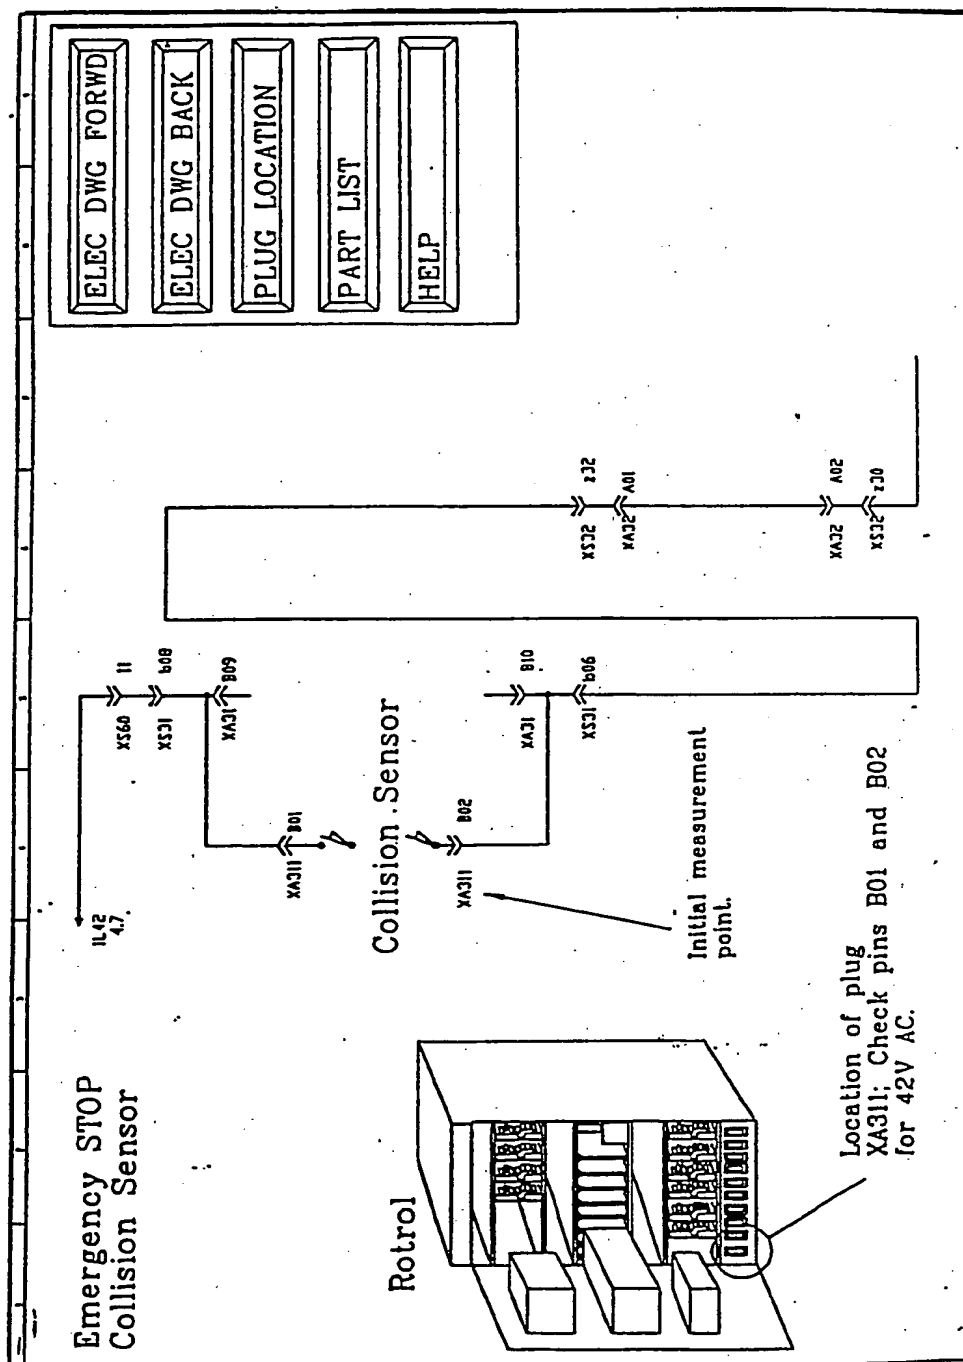 Emergency STOP
Collision Sensor
1L42
4.7.
XS60
11
XS31
b08
XA31
B09
XA311
B01
Collision Sensor
XA311
B02
XA31
B10
XS31
b06
XS32
z32
XA32
A01
XA32
A02
XS32
z30
Initial measurement
point.
Rotrol
Location of plug
XA311; Check pins B01 and B02
for 42V AC.
ELEC DWG FORWD
ELEC DWG BACK
PLUG LOCATION
PART LIST
HELP